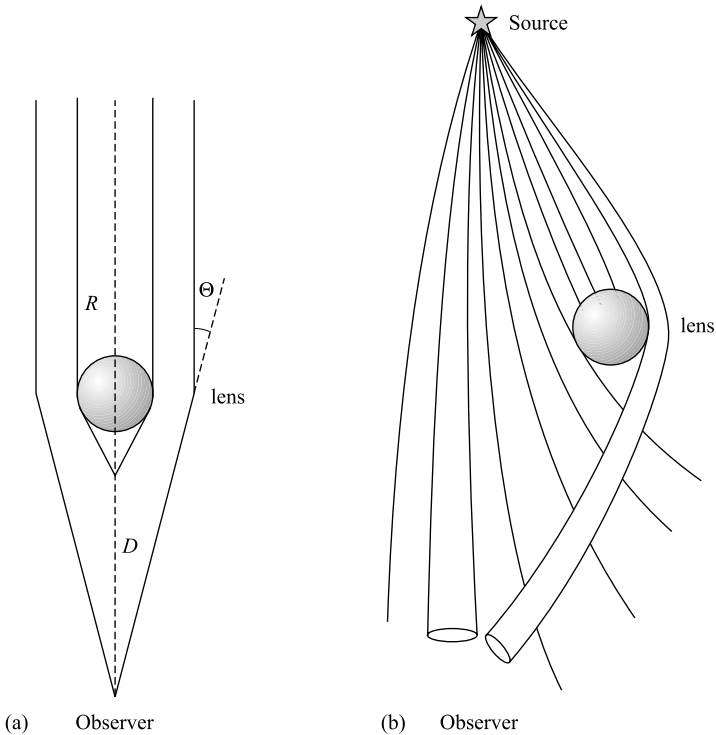 Source
R
Θ
lens
lens
D
(a) Observer
(b) Observer